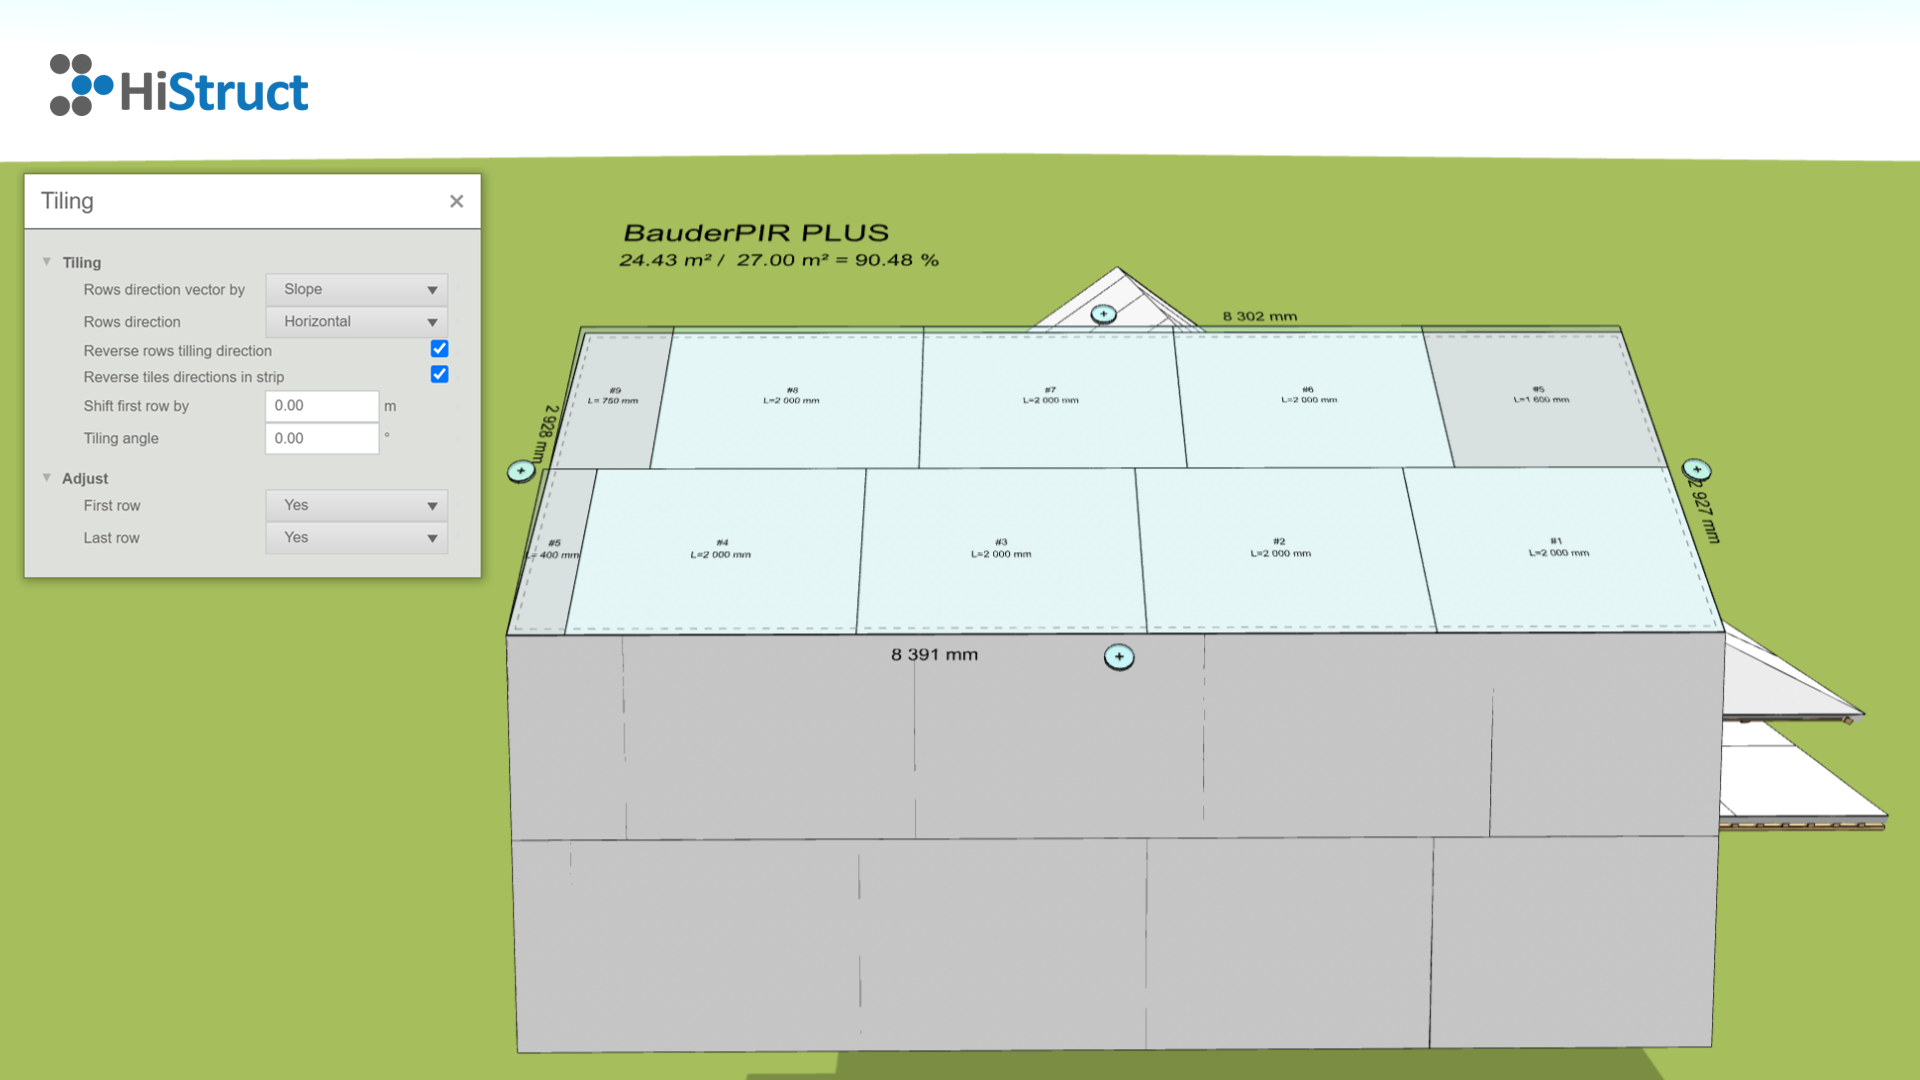 HiStruct
Tiling
Tiling
Rows direction vector by Slope
Rows direction Horizontal
Reverse rows tilling direction
Reverse tiles directions in strip
Shift first row by 0.00 m
Tiling angle 0.00 °
Adjust
First row Yes
Last row Yes
BauderPIR PLUS
24.43 m² / 27.00 m² = 90.48 %
8 302 mm
2 928 mm
2 927 mm
#9
L= 750 mm
#8
L=2 000 mm
#7
L=2 000 mm
#6
L=2 000 mm
#5
L=1 600 mm
#5
L= 400 mm
#4
L=2 000 mm
#3
L=2 000 mm
#2
L=2 000 mm
#1
L=2 000 mm
8 391 mm